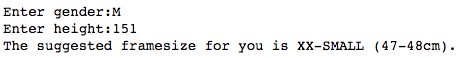 Enter gender:M
Enter height:151
The suggested framesize for you is XX-SMALL (47-48cm).